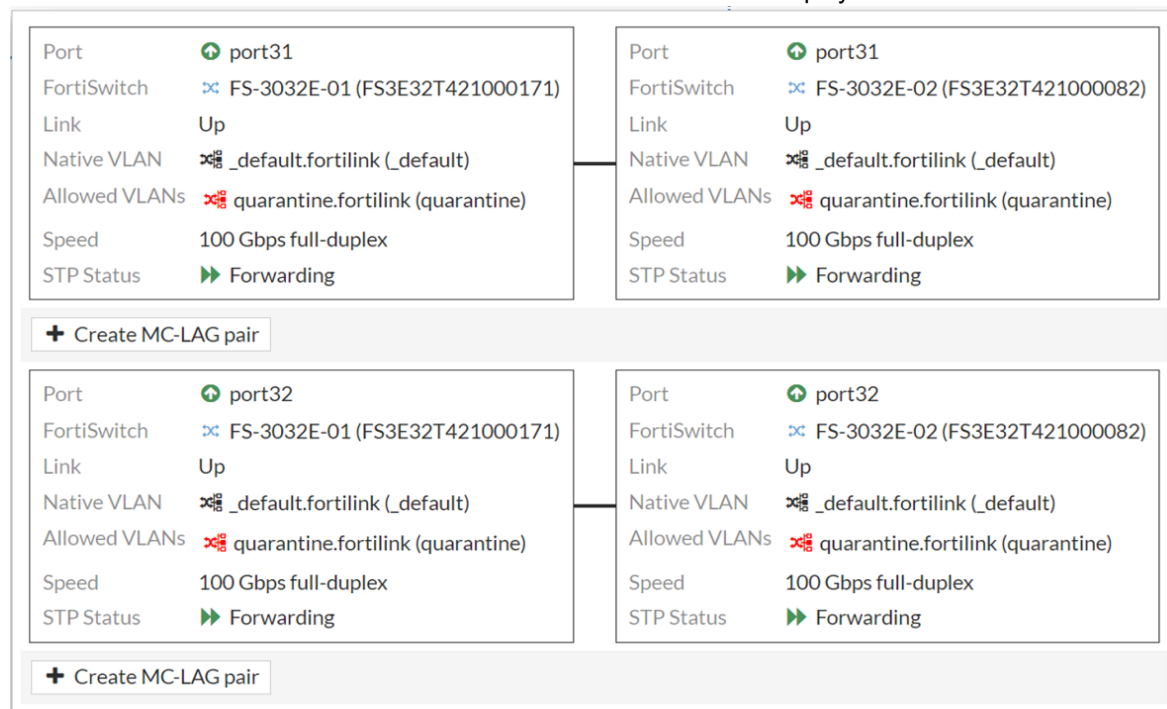 Port port31 Port port31
FortiSwitch FS-3032E-01 (FS3E32T421000171) FortiSwitch FS-3032E-02 (FS3E32T421000082)
Link Up Link Up
Native VLAN _default.fortilink (_default) Native VLAN _default.fortilink (_default)
Allowed VLANs quarantine.fortilink (quarantine) Allowed VLANs quarantine.fortilink (quarantine)
Speed 100 Gbps full-duplex Speed 100 Gbps full-duplex
STP Status Forwarding STP Status Forwarding
+ Create MC-LAG pair
Port port32 Port port32
FortiSwitch FS-3032E-01 (FS3E32T421000171) FortiSwitch FS-3032E-02 (FS3E32T421000082)
Link Up Link Up
Native VLAN _default.fortilink (_default) Native VLAN _default.fortilink (_default)
Allowed VLANs quarantine.fortilink (quarantine) Allowed VLANs quarantine.fortilink (quarantine)
Speed 100 Gbps full-duplex Speed 100 Gbps full-duplex
STP Status Forwarding STP Status Forwarding
+ Create MC-LAG pair